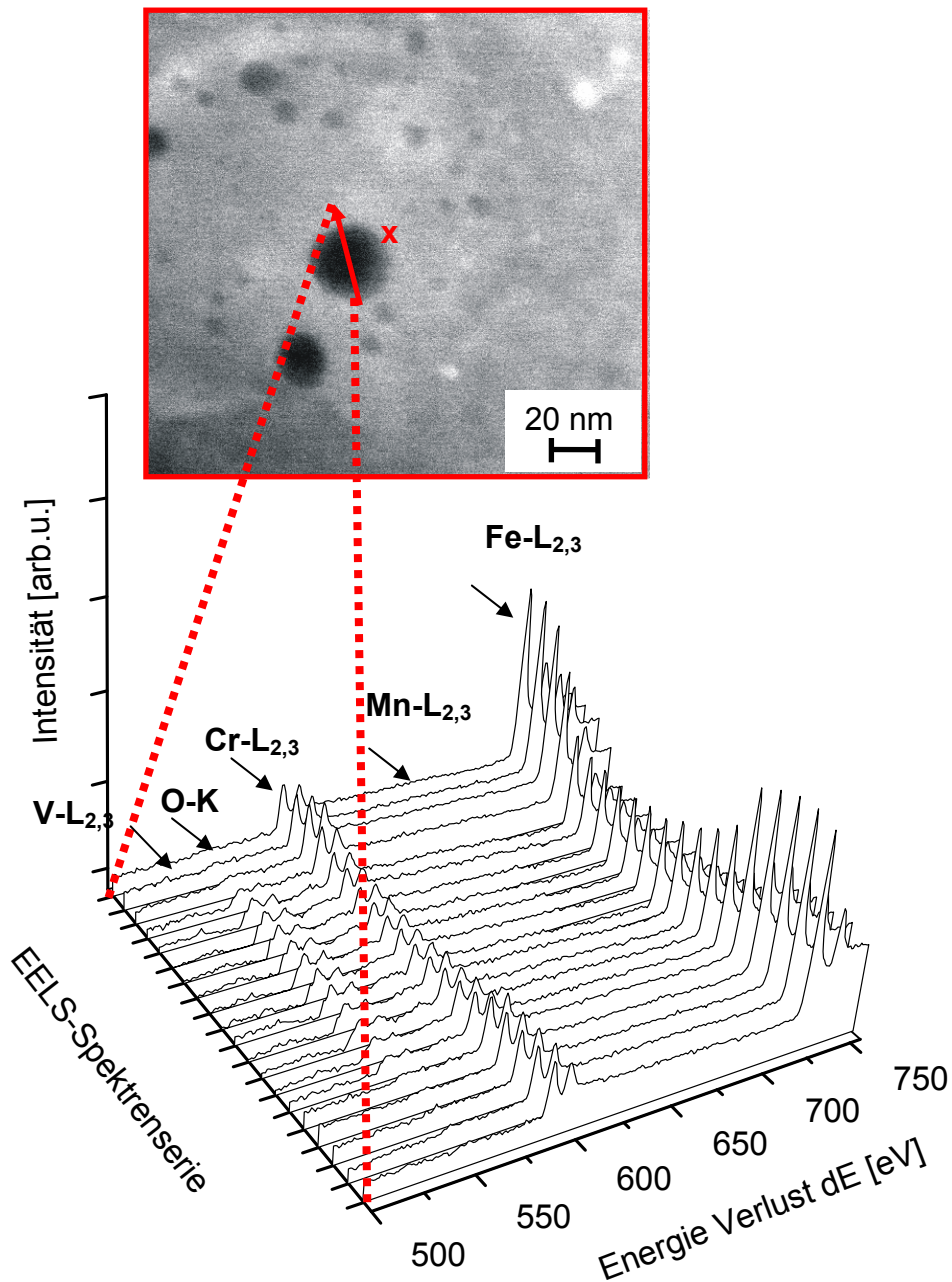 x
20 nm
Intensität [arb.u.]
Fe-L2,3
Mn-L2,3
Cr-L2,3
O-K
V-L2,3
EELS-Spektrenserie
500
550
600
650
700
750
Energie Verlust dE [eV]